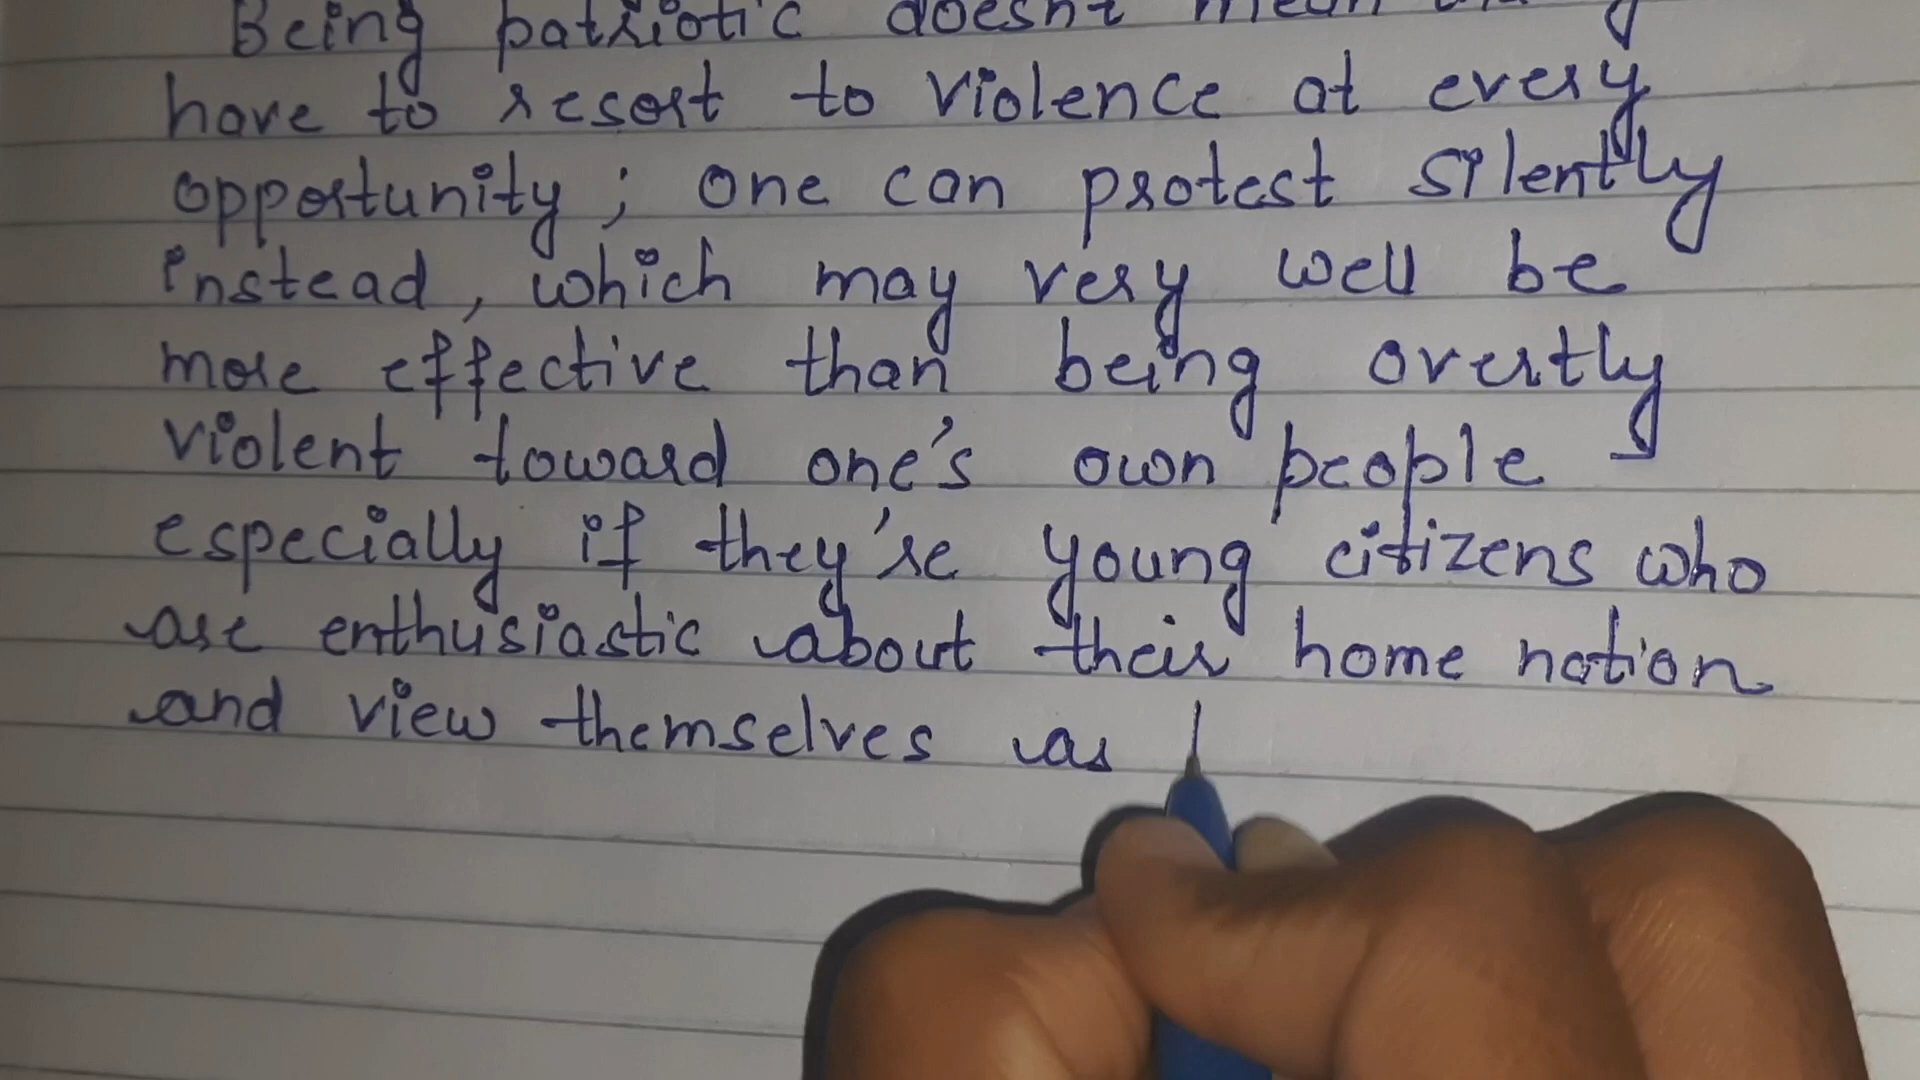 Being patriotic doesn't mean
have to resort to violence at every
opportunity; one can protest silently
instead, which may very well be
more effective than being overtly
violent toward one's own people
especially if they're young citizens who
are enthusiastic about their home nation
and view themselves as